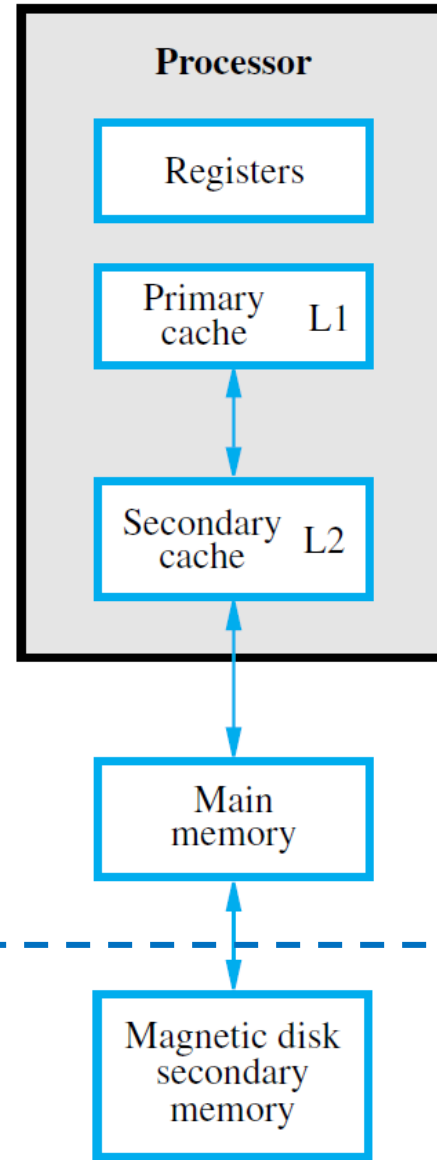 Processor
Registers
Primary
cache L1
Secondary
cache L2
Main
memory
Magnetic disk
secondary
memory